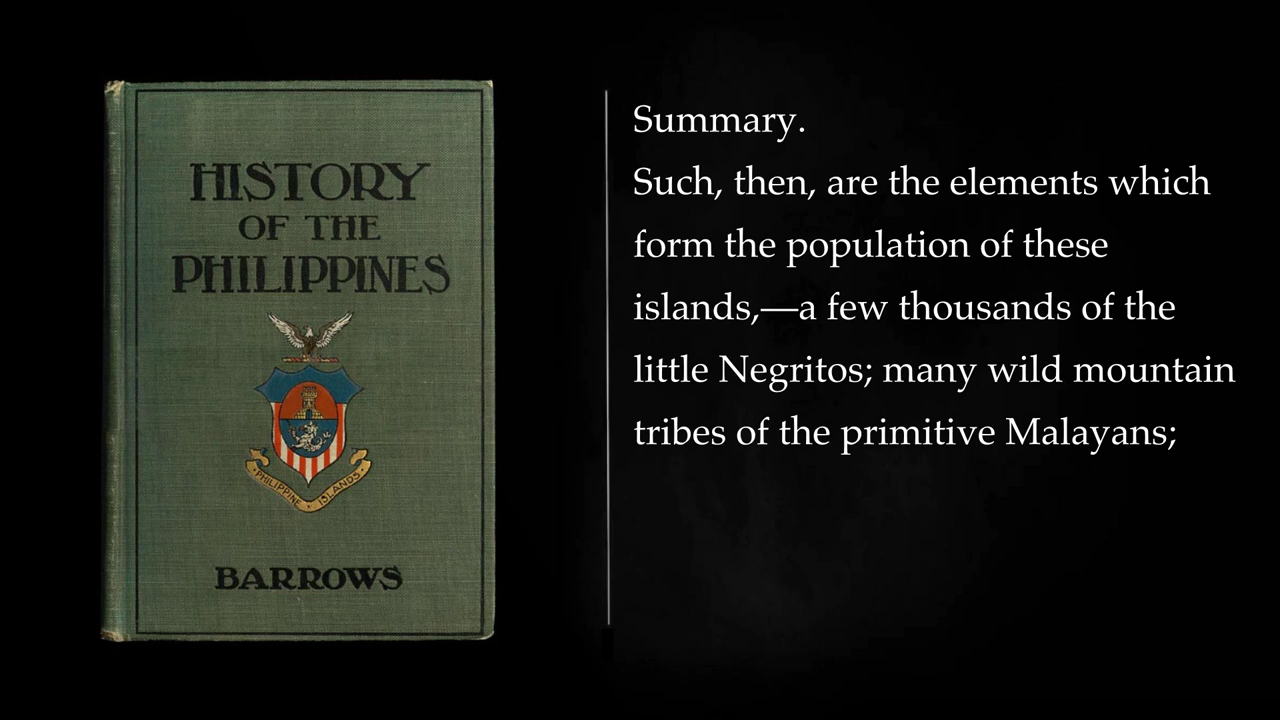 HISTORY
OF THE
PHILIPPINES
PHILIPPINE ISLANDS
BARROWS
Summary.
Such, then, are the elements which
form the population of these
islands,—a few thousands of the
little Negritos; many wild mountain
tribes of the primitive Malayans;